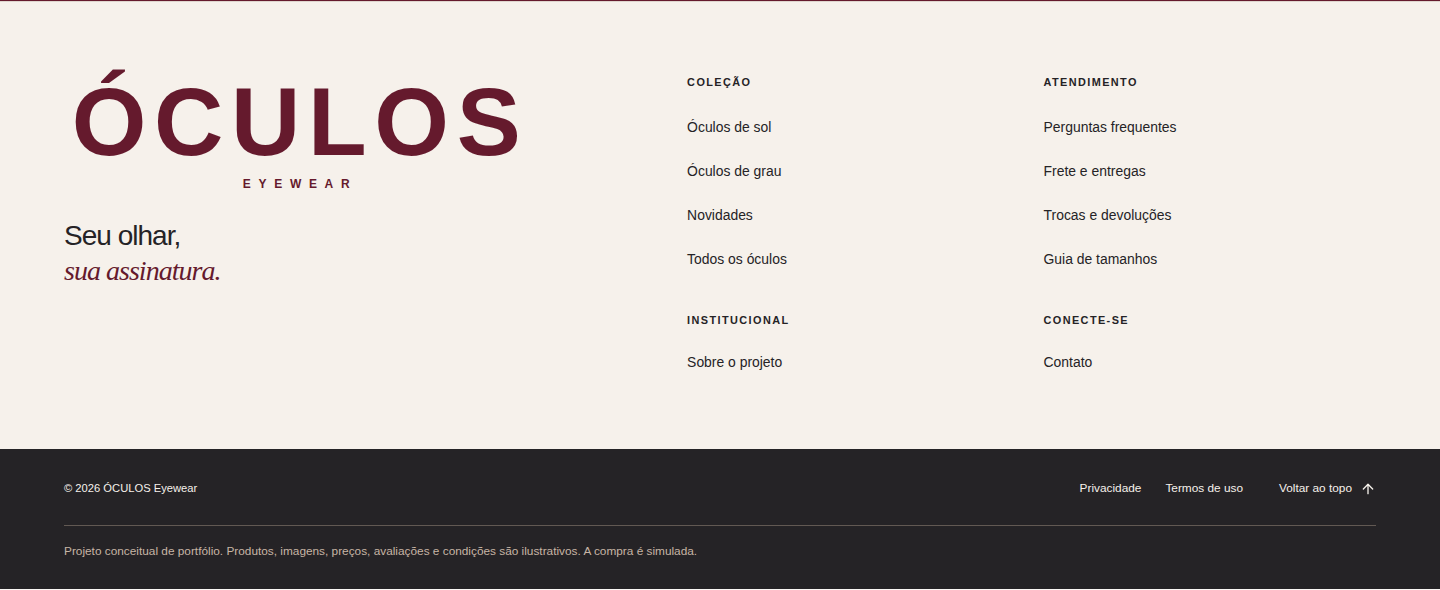 ÓCULOS
EYEWEAR
Seu olhar,
sua assinatura.
COLEÇÃO
Óculos de sol
Óculos de grau
Novidades
Todos os óculos
INSTITUCIONAL
Sobre o projeto
ATENDIMENTO
Perguntas frequentes
Frete e entregas
Trocas e devoluções
Guia de tamanhos
CONECTE-SE
Contato
© 2026 ÓCULOS Eyewear
Privacidade
Termos de uso
Voltar ao topo
Projeto conceitual de portfólio. Produtos, imagens, preços, avaliações e condições são ilustrativos. A compra é simulada.